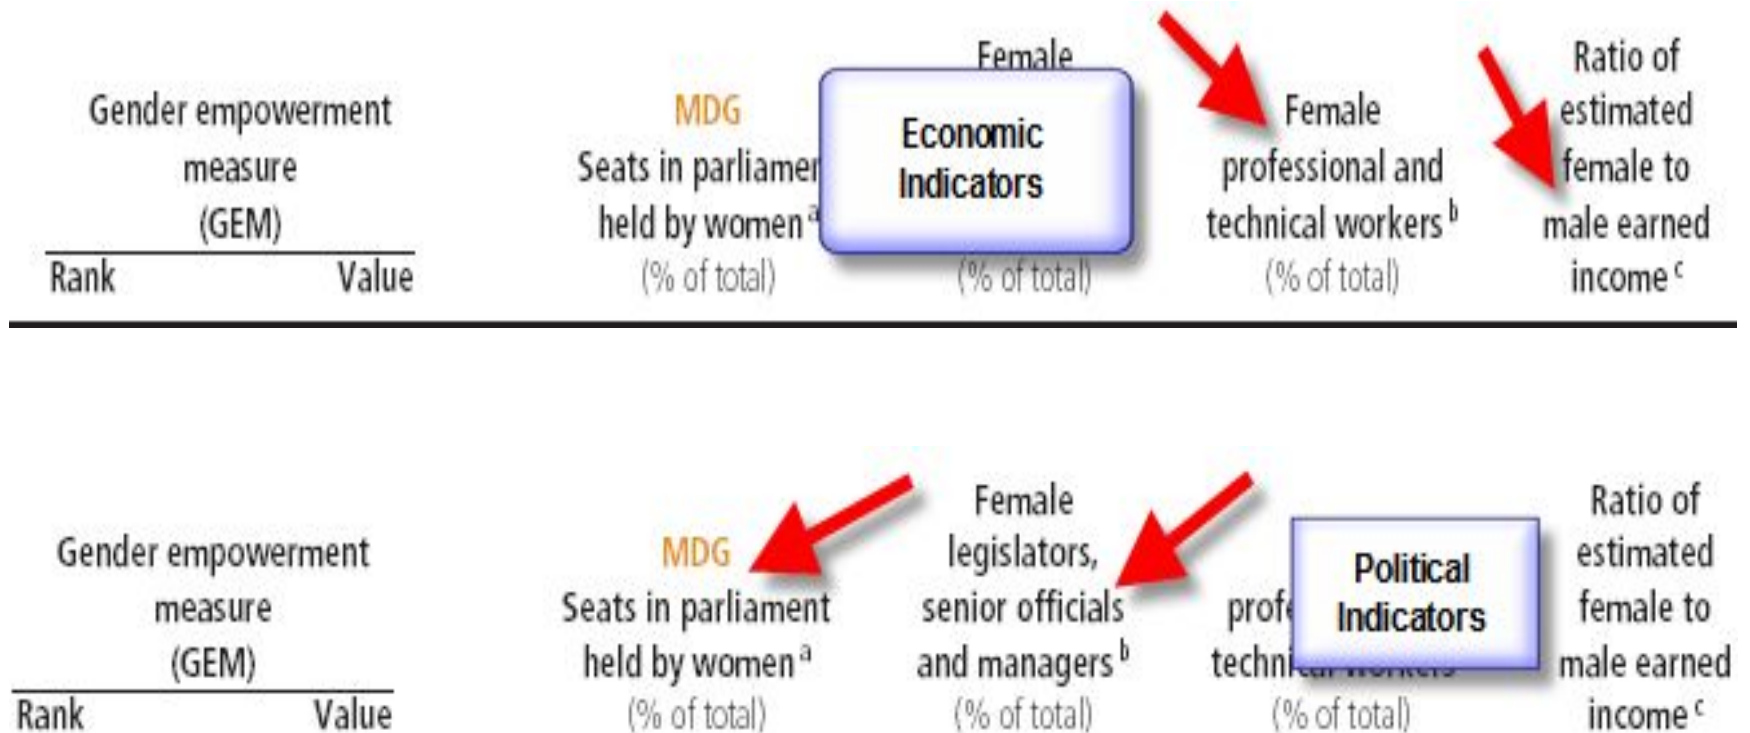 Gender empowerment
measure
(GEM)
Rank Value
MDG
Seats in parliamen
held by women a
(% of total)
Female
(% of total)
Economic
Indicators
Female
professional and
technical workers b
(% of total)
Ratio of
estimated
female to
male earned
income c
Gender empowerment
measure
(GEM)
Rank Value
MDG
Seats in parliament
held by women a
(% of total)
Female
legislators,
senior officials
and managers b
(% of total)
(% of total)
Political
Indicators
Ratio of
estimated
female to
male earned
income c